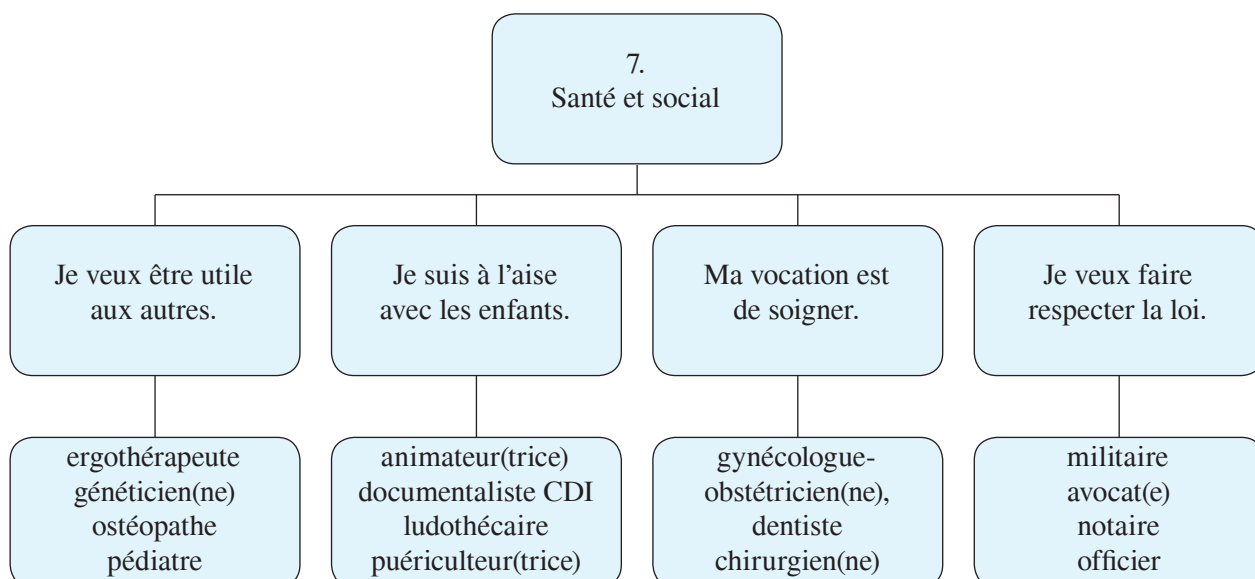 7.
Santé et social
Je veux être utile
aux autres.
Je suis à l'aise
avec les enfants.
Ma vocation est
de soigner.
Je veux faire
respecter la loi.
ergothérapeute
généticien(ne)
ostéopathe
pédiatre
animateur(trice)
documentaliste CDI
ludothécaire
puériculteur(trice)
gynécologue-
obstétricien(ne),
dentiste
chirurgien(ne)
militaire
avocat(e)
notaire
officier